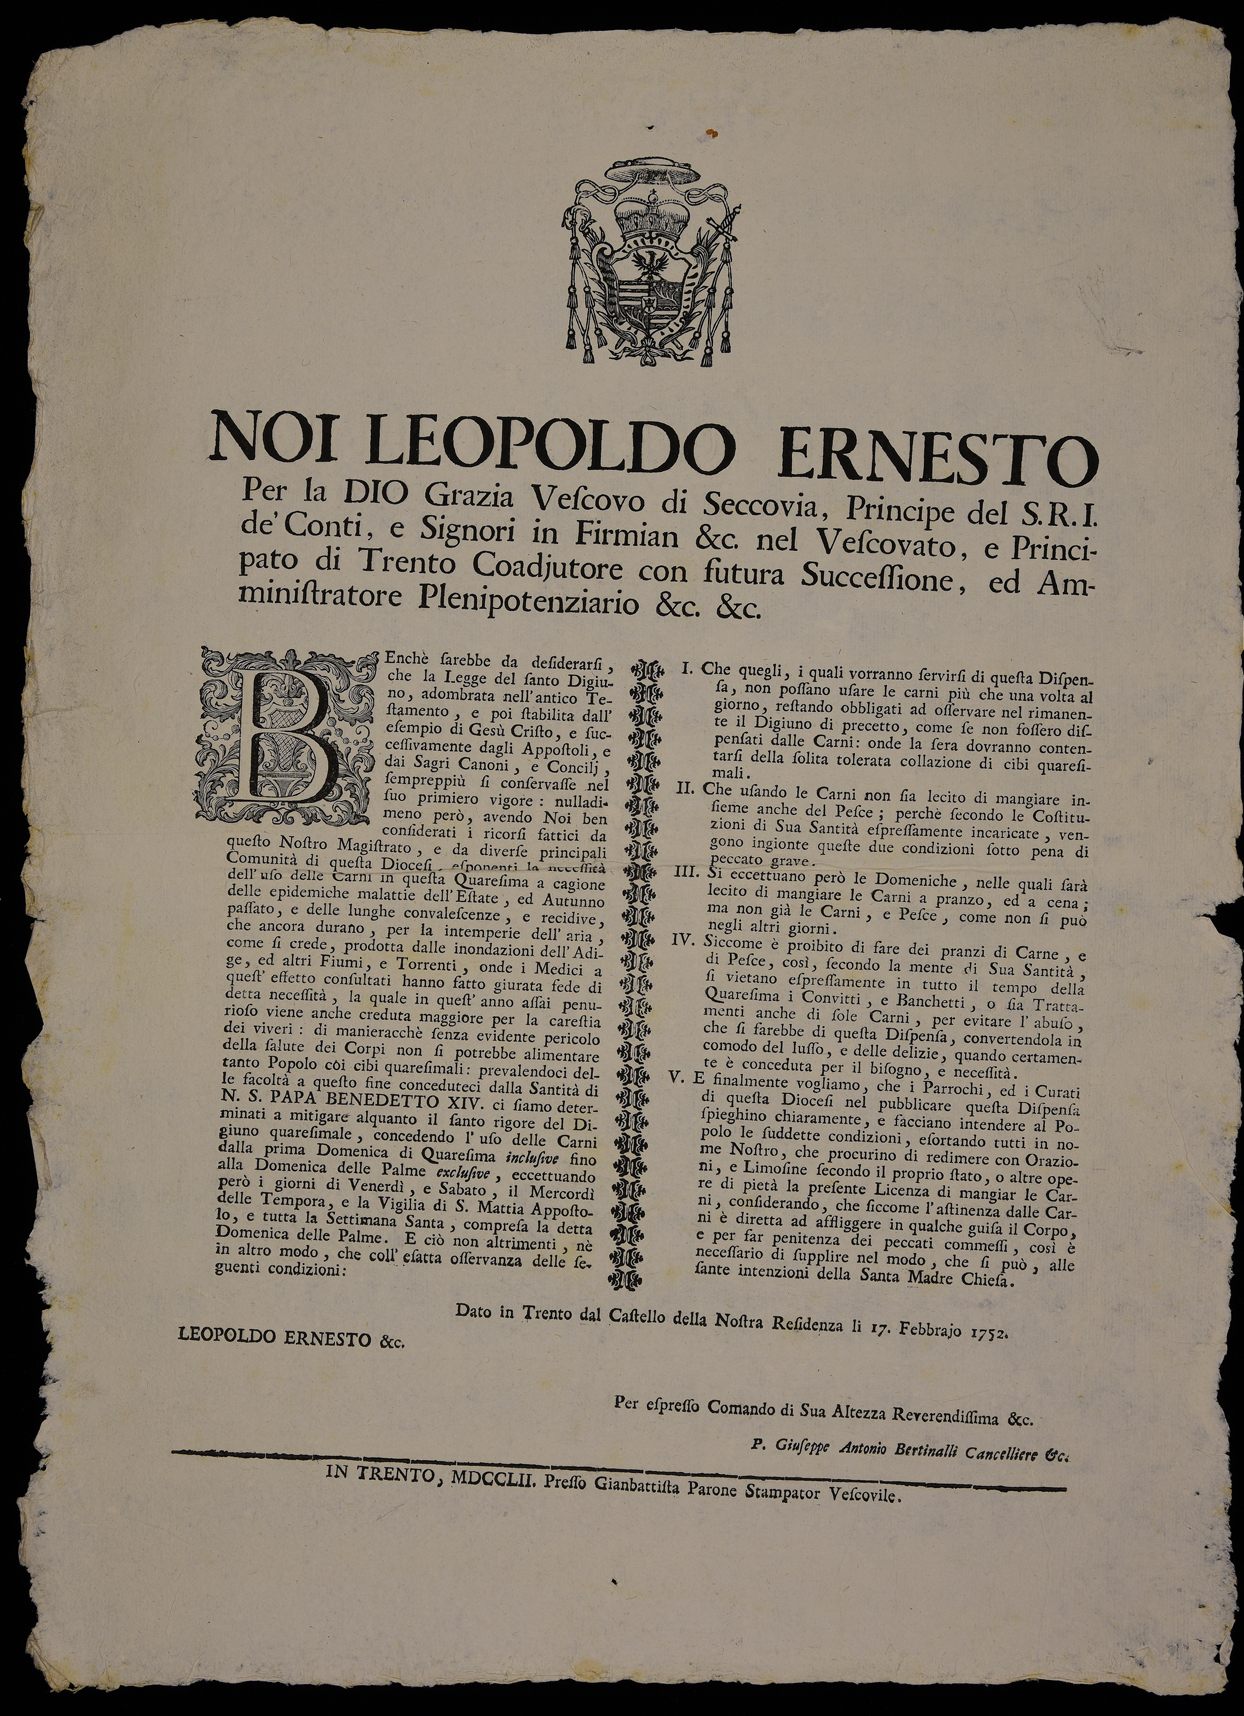 NOI LEOPOLDO ERNESTO
Per la DIO Grazia Veſcovo di Seccovia, Principe del S. R. I.
de' Conti, e Signori in Firmian &c. nel Veſcovato, e Princi-
pato di Trento Coadjutore con futura Succeſſione, ed Am-
miniſtratore Plenipotenziario &c. &c.
BEnchè ſarebbe da deſiderarſi,
che la Legge del ſanto Digiu-
no, adombrata nell'antico Te-
ſtamento, e poi ſtabilita dall'
eſempio di Gesù Criſto, e ſuc-
ceſſivamente dagli Appoſtoli, e
dai Sagri Canoni, e Concilj,
ſempreppiù ſi conſervaſſe nel
ſuo primiero vigore: nulladi-
meno però, avendo Noi ben
conſiderati i ricorſi fattici da
queſto Noſtro Magiſtrato, e da diverſe principali
Comunità di queſta Dioceſi, eſponenti la neceſſità
dell'uſo delle Carni in queſta Quareſima a cagione
delle epidemiche malattie dell'Eſtate, ed Autunno
paſſato, e delle lunghe convaleſcenze, e recidive,
che ancora durano, per la intemperie dell'aria,
come ſi crede, prodotta dalle inondazioni dell'Adi-
ge, ed altri Fiumi, e Torrenti, onde i Medici a
queſt' effetto conſultati hanno fatto giurata fede di
detta neceſſità, la quale in queſt' anno aſſai penu-
rioſo viene anche creduta maggiore per la careſtia
dei viveri: di manieracchè ſenza evidente pericolo
della ſalute dei Corpi non ſi potrebbe alimentare
tanto Popolo còi cibi quareſimali: prevalendoci del-
le facoltà a queſto fine conceduteci dalla Santità di
N. S. PAPA BENEDETTO XIV. ci ſiamo deter-
minati a mitigare alquanto il ſanto rigore del Di-
giuno quareſimale, concedendo l'uſo delle Carni
dalla prima Domenica di Quareſima incluſive fino
alla Domenica delle Palme excluſive, eccettuando
però i giorni di Venerdì, e Sabato, il Mercordì
delle Tempora, e la Vigilia di S. Mattia Appoſto-
lo, e tutta la Settimana Santa, compreſa la detta
Domenica delle Palme. E ciò non altrimenti, nè
in altro modo, che coll' eſatta oſſervanza delle ſe-
guenti condizioni:
I. Che quegli, i quali vorranno ſervirſi di queſta Diſpen-
ſa, non poſſano uſare le carni più che una volta al
giorno, reſtando obbligati ad oſſervare nel rimanen-
te il Digiuno di precetto, come ſe non foſſero diſ-
penſati dalle Carni: onde la ſera dovranno conten-
tarſi della ſolita tolerata collazione di cibi quareſi-
mali.
II. Che uſando le Carni non ſia lecito di mangiare in-
ſieme anche del Peſce; perchè ſecondo le Coſtitu-
zioni di Sua Santità eſpreſſamente incaricate, ven-
gono ingionte queſte due condizioni ſotto pena di
peccato grave.
III. Si eccettuano però le Domeniche, nelle quali ſarà
lecito di mangiare le Carni a pranzo, ed a cena;
ma non già le Carni, e Peſce, come non ſi può
negli altri giorni.
IV. Siccome è proibito di fare dei pranzi di Carne, e
di Peſce, così, ſecondo la mente di Sua Santità,
ſi vietano eſpreſſamente in tutto il tempo della
Quareſima i Convitti, e Banchetti, o ſia Tratta-
menti anche di ſole Carni, per evitare l'abuſo,
che ſi farebbe di queſta Diſpenſa, convertendola in
comodo del luſſo, e delle delizie, quando certamen-
te è conceduta per il biſogno, e neceſſità.
V. E finalmente vogliamo, che i Parrochi, ed i Curati
di queſta Dioceſi nel pubblicare queſta Diſpenſa
ſpieghino chiaramente, e facciano intendere al Po-
polo le ſuddette condizioni, eſortando tutti in no-
me Noſtro, che procurino di redimere con Orazio-
ni, e Limoſine ſecondo il proprio ſtato, o altre ope-
re di pietà la preſente Licenza di mangiar le Car-
ni, conſiderando, che ſiccome l'aſtinenza dalle Car-
ni è diretta ad affliggere in qualche guiſa il Corpo,
e per far penitenza dei peccati commeſſi, così è
neceſſario di ſupplire nel modo, che ſi può, alle
ſante intenzioni della Santa Madre Chieſa.
Dato in Trento dal Caſtello della Noſtra Reſidenza li 17. Febbrajo 1752.
LEOPOLDO ERNESTO &c.
Per eſpreſſo Comando di Sua Altezza Reverendiſſima &c.
P. Giuſeppe Antonio Bertinalli Cancelliere &c.
IN TRENTO, MDCCLII. Preſſo Gianbattiſta Parone Stampator Veſcovile.